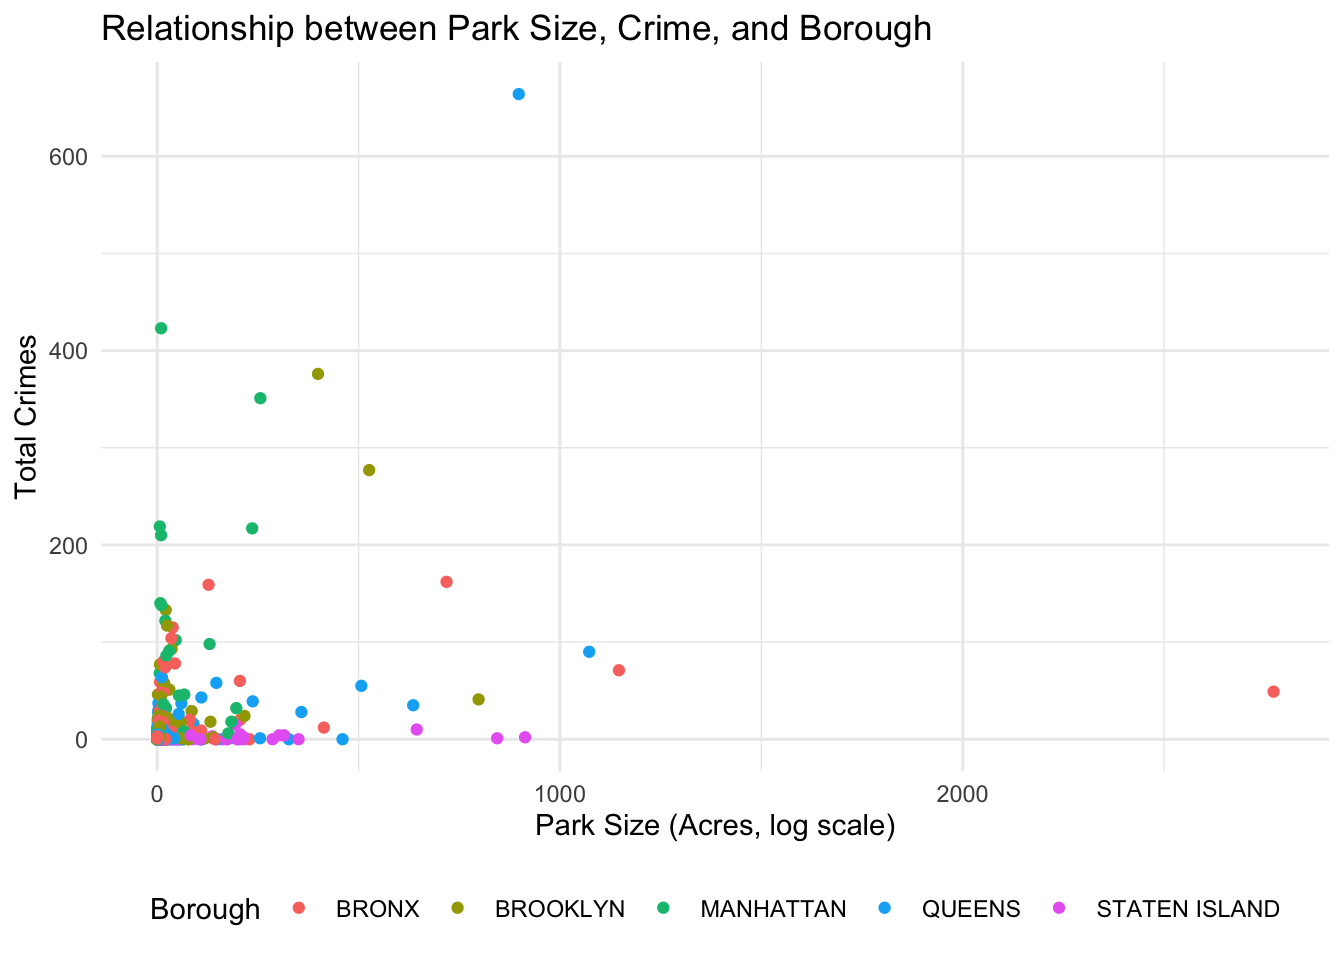 Relationship between Park Size, Crime, and Borough
Total Crimes
600
400
200
0
0 1000 2000
Park Size (Acres, log scale)
Borough BRONX BROOKLYN MANHATTAN QUEENS STATEN ISLAND